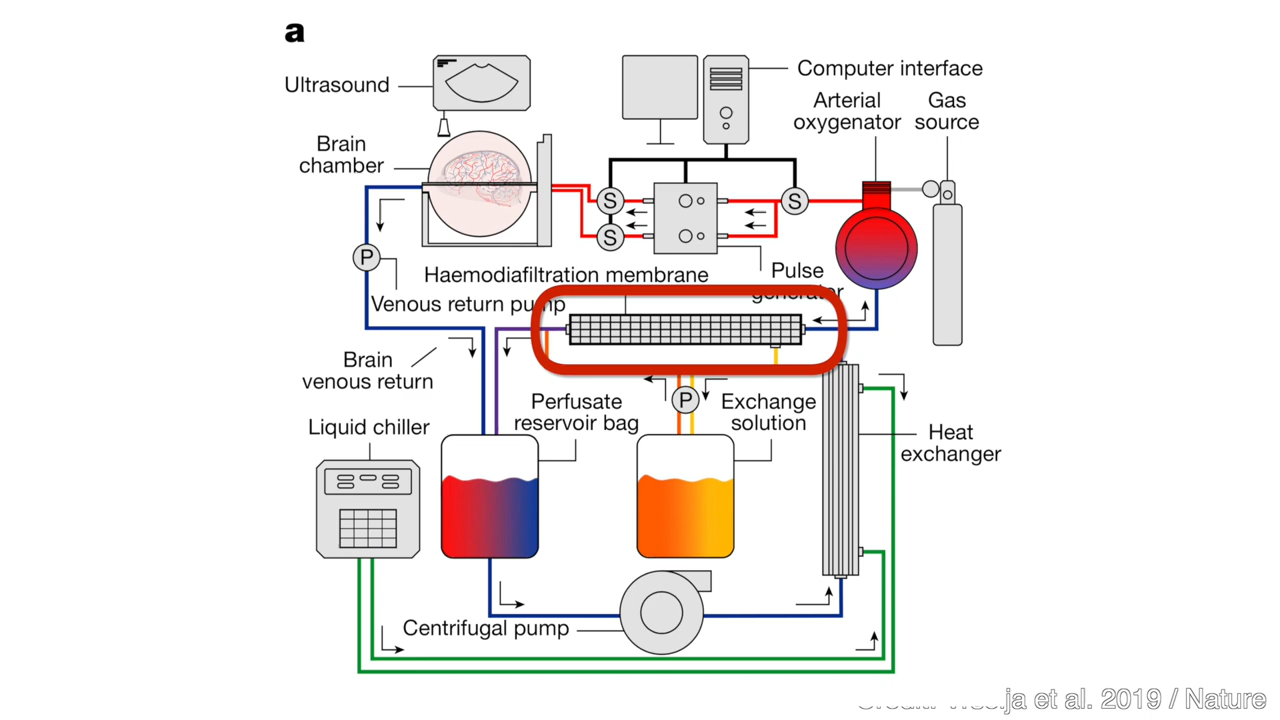 a
Ultrasound
Computer interface
Arterial
oxygenator
Gas
source
Brain
chamber
S
S
S
P
Haemodiafiltration membrane
Pulse
generator
Venous return pump
Brain
venous return
P
Perfusate
reservoir bag
Exchange
solution
Liquid chiller
Heat
exchanger
Centrifugal pump
ja et al. 2019 / Nature